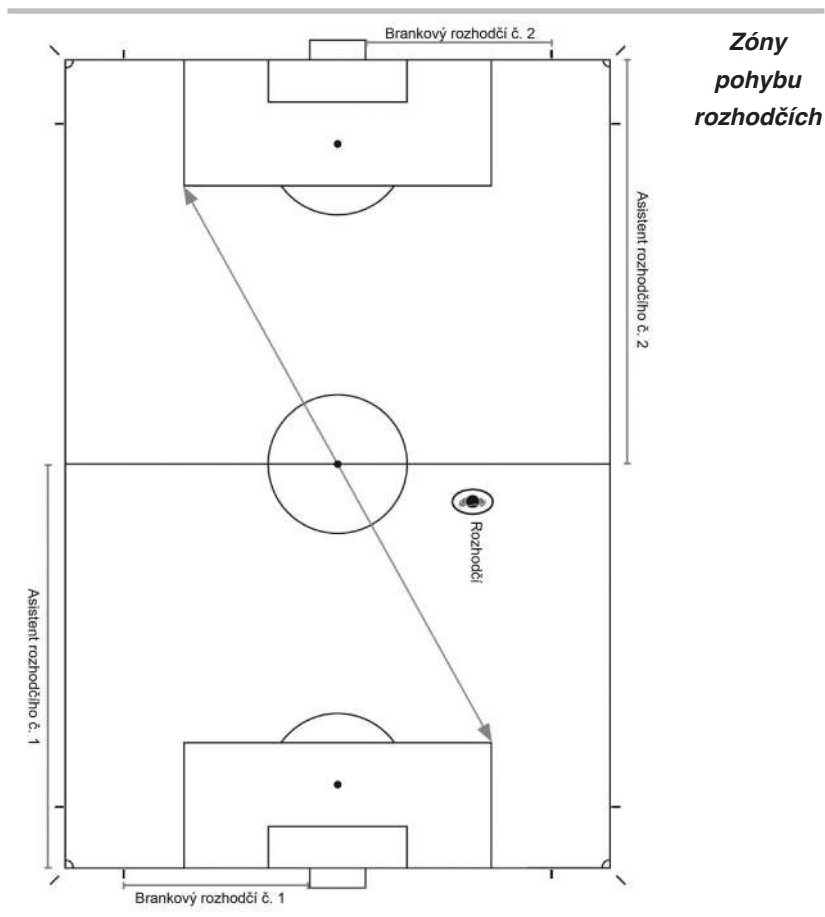 Zóny
pohybu
rozhodčích
Brankový rozhodčí č. 2
Asistent rozhodčího č. 2
Rozhodčí
Asistent rozhodčího č. 1
Brankový rozhodčí č. 1